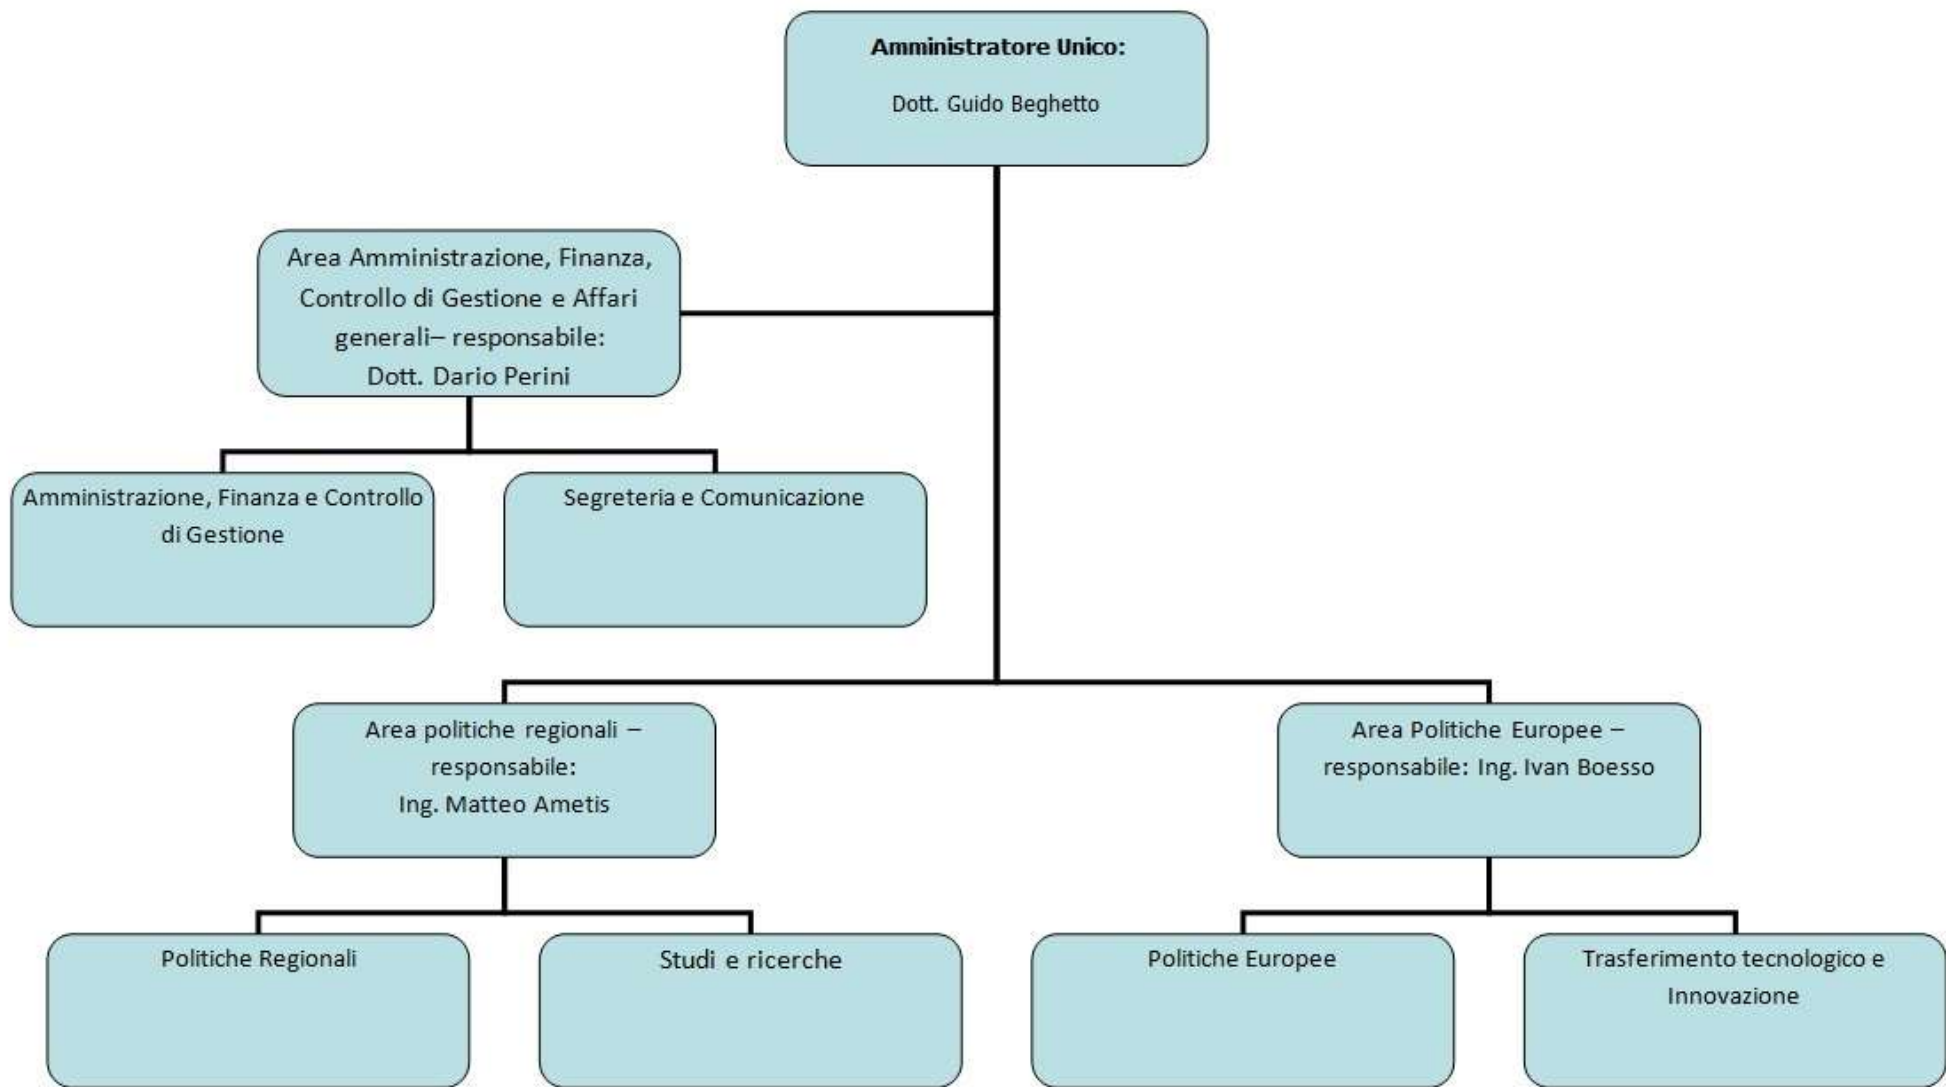 Amministratore Unico:
Dott. Guido Beghetto
Area Amministrazione, Finanza,
Controllo di Gestione e Affari
generali– responsabile:
Dott. Dario Perini
Amministrazione, Finanza e Controllo
di Gestione
Segreteria e Comunicazione
Area politiche regionali –
responsabile:
Ing. Matteo Ametis
Area Politiche Europee –
responsabile: Ing. Ivan Boesso
Politiche Regionali
Studi e ricerche
Politiche Europee
Trasferimento tecnologico e
Innovazione